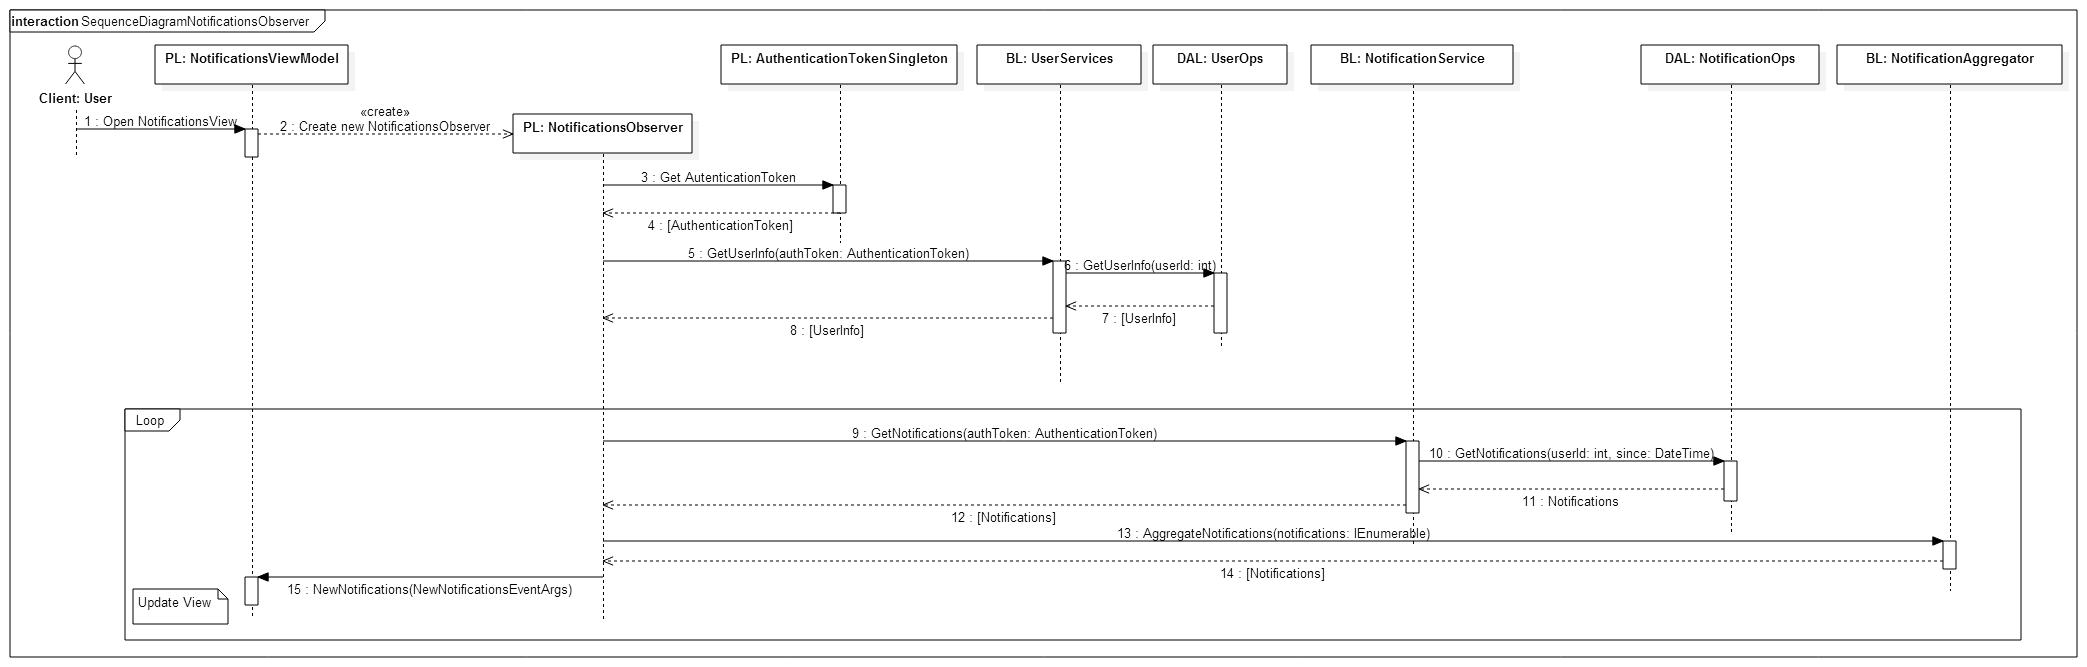 interaction SequenceDiagramNotificationsObserver
Client: User
PL: NotificationsViewModel
PL: AuthenticationTokenSingleton
BL: UserServices
DAL: UserOps
BL: NotificationService
DAL: NotificationOps
BL: NotificationAggregator
1 : Open NotificationsView
«create»
2 : Create new NotificationsObserver
PL: NotificationsObserver
3 : Get AutenticationToken
4 : [AuthenticationToken]
5 : GetUserInfo(authToken: AuthenticationToken)
6 : GetUserInfo(userId: int)
7 : [UserInfo]
8 : [UserInfo]
Loop
9 : GetNotifications(authToken: AuthenticationToken)
10 : GetNotifications(userId: int, since: DateTime)
11 : Notifications
12 : [Notifications]
13 : AggregateNotifications(notifications: IEnumerable)
14 : [Notifications]
15 : NewNotifications(NewNotificationsEventArgs)
Update View